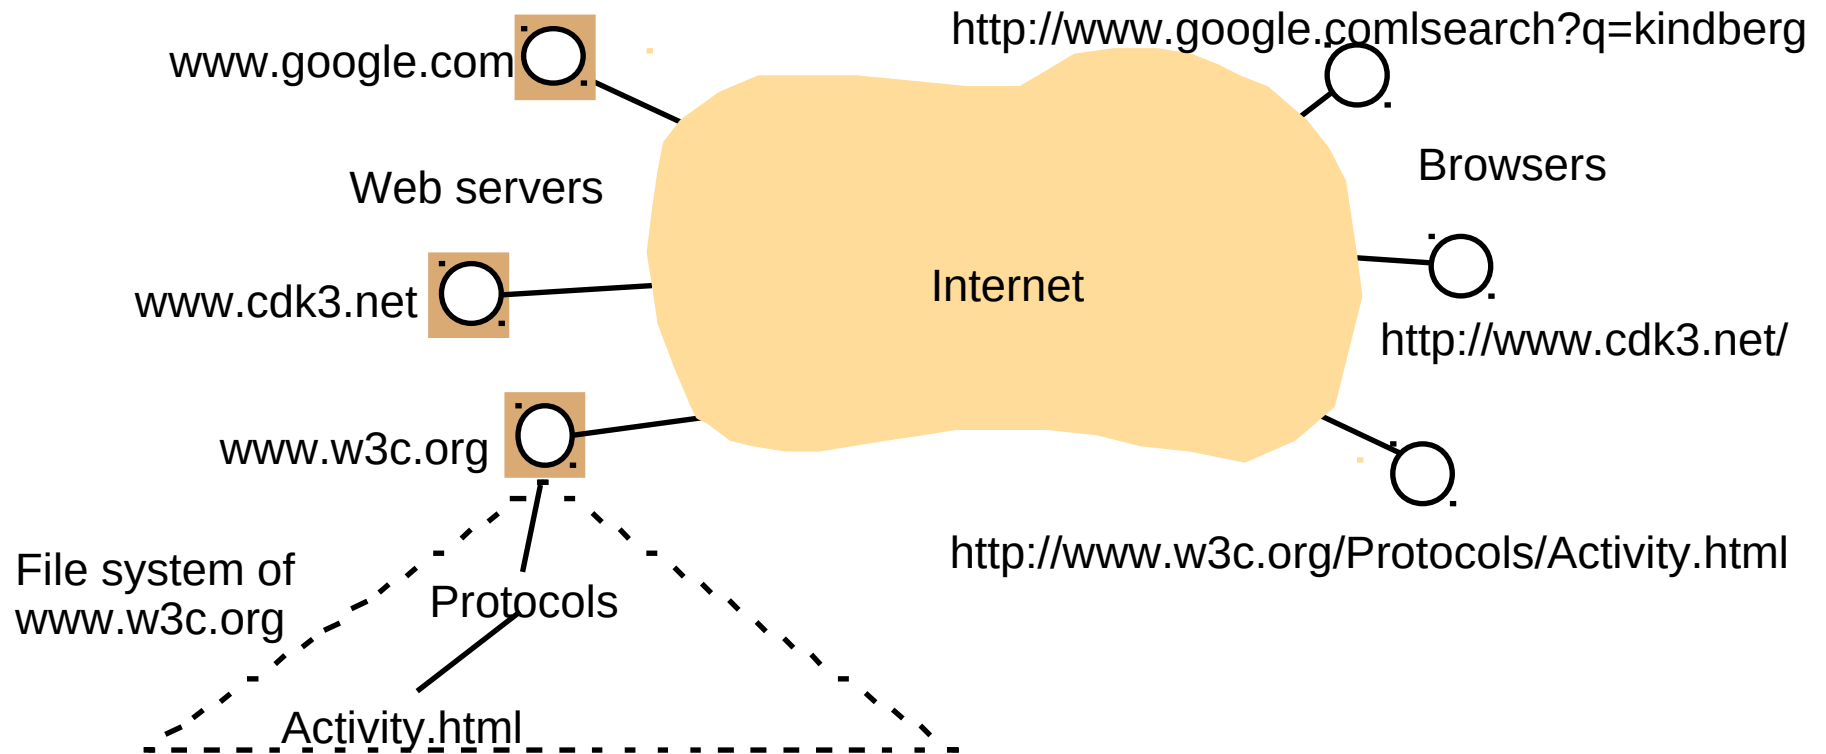 http://www.google.comlsearch?q=kindberg
www.google.com
Browsers
Web servers
Internet
www.cdk3.net
http://www.cdk3.net/
www.w3c.org
http://www.w3c.org/Protocols/Activity.html
File system of
www.w3c.org
Protocols
Activity.html